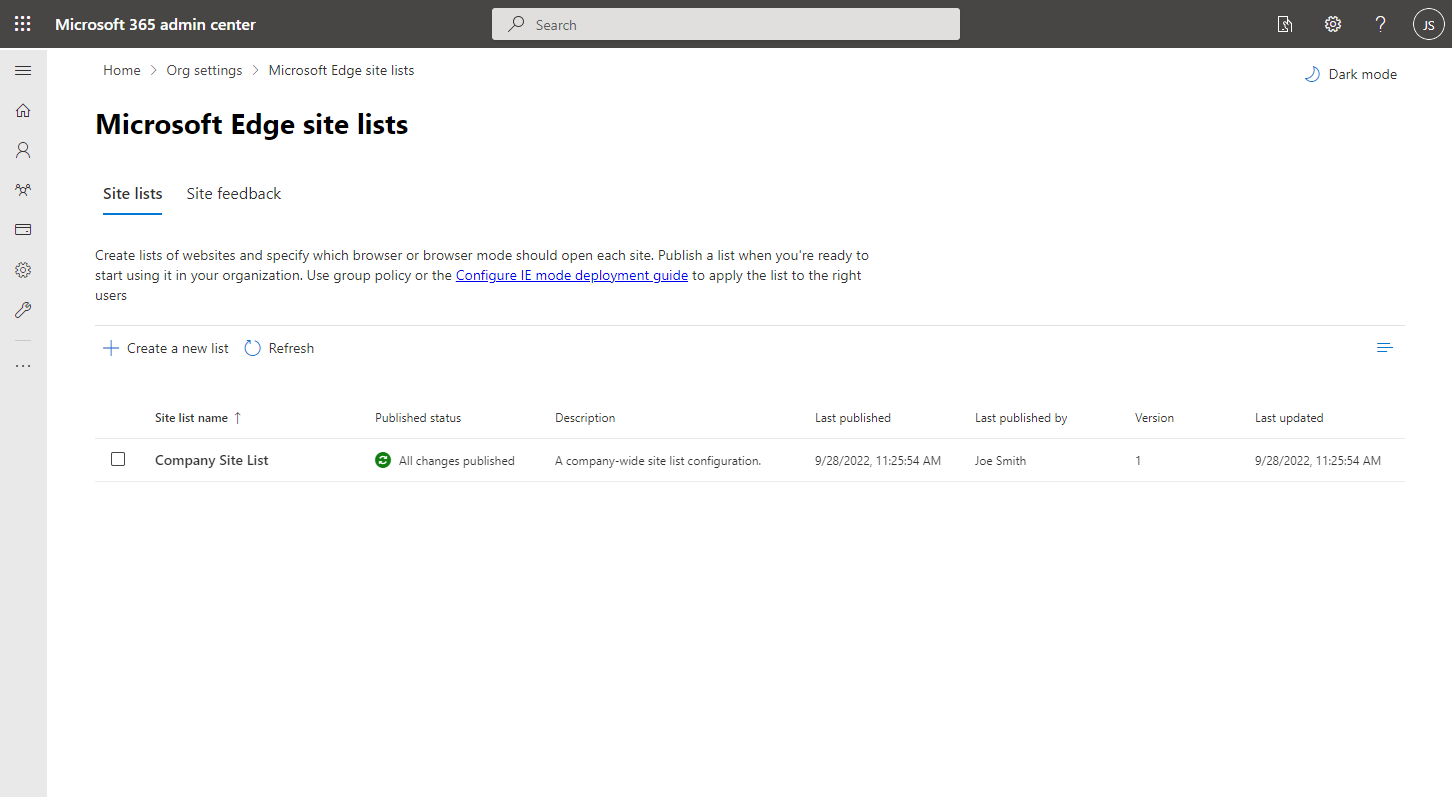 Microsoft 365 admin center
Search
JS
Home > Org settings > Microsoft Edge site lists
Dark mode
Microsoft Edge site lists
Site lists Site feedback
Create lists of websites and specify which browser or browser mode should open each site. Publish a list when you're ready to
start using it in your organization. Use group policy or the Configure IE mode deployment guide to apply the list to the right
users
Create a new list Refresh
Site list name ↑ Published status Description Last published Last published by Version Last updated
Company Site List All changes published A company-wide site list configuration. 9/28/2022, 11:25:54 AM Joe Smith 1 9/28/2022, 11:25:54 AM